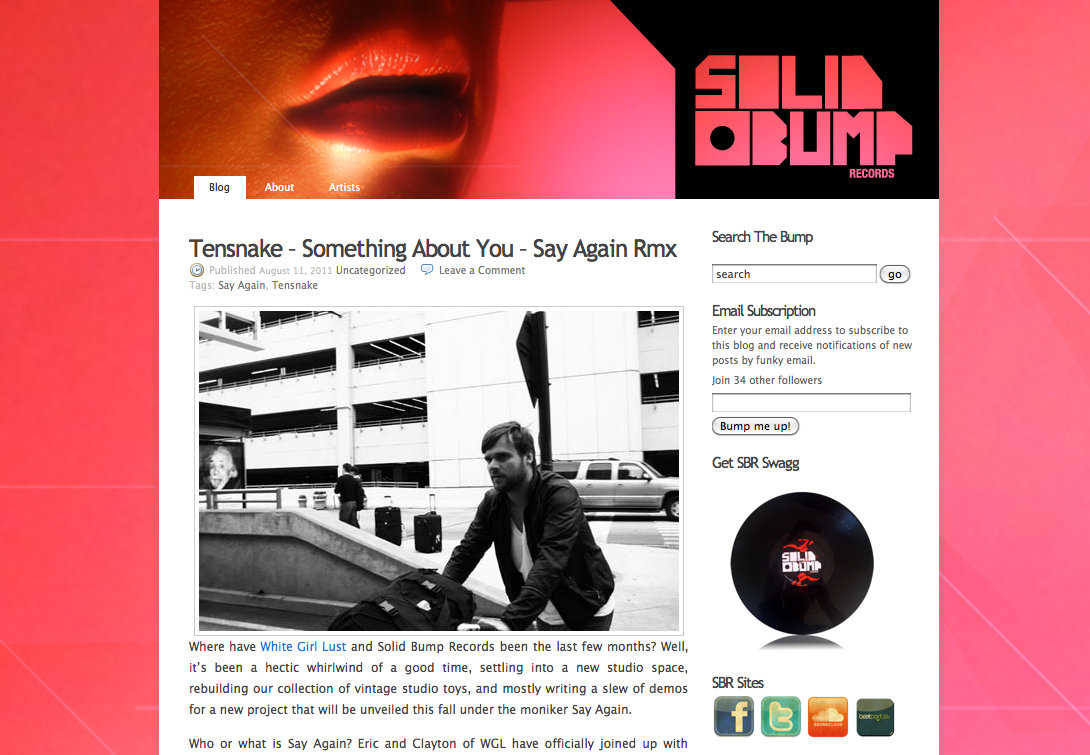 SOLID
BUMP
RECORDS
Blog About Artists
Tensnake – Something About You – Say Again Rmx
Published August 11, 2011 Uncategorized Leave a Comment
Tags: Say Again, Tensnake
Where have White Girl Lust and Solid Bump Records been the last few months? Well,
it's been a hectic whirlwind of a good time, settling into a new studio space,
rebuilding our collection of vintage studio toys, and mostly writing a slew of demos
for a new project that will be unveiled this fall under the moniker Say Again.
Who or what is Say Again? Eric and Clayton of WGL have officially joined up with
Search The Bump
search go
Email Subscription
Enter your email address to subscribe to
this blog and receive notifications of new
posts by funky email.
Join 34 other followers
Bump me up!
Get SBR Swagg
SOLID
BUMP
SBR Sites
f t SOUNDCLOUD beatport